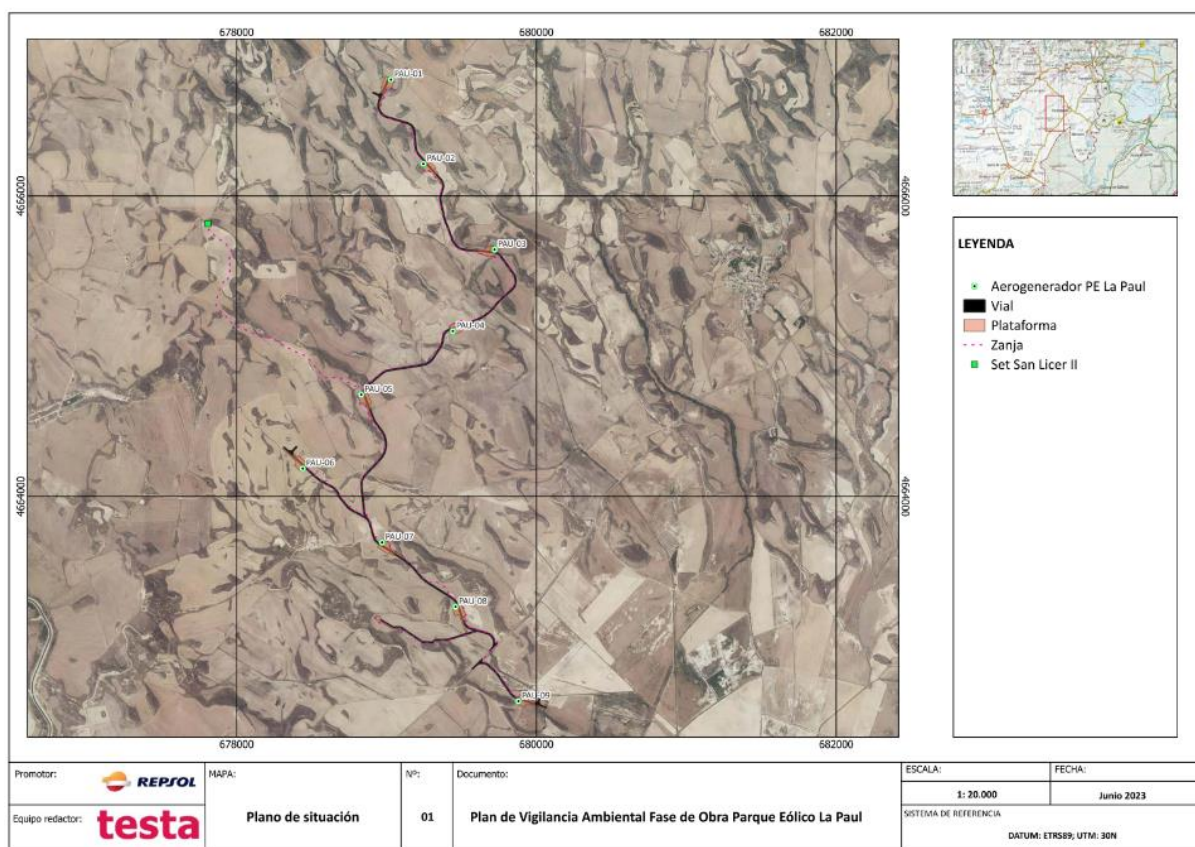 678000
680000
682000
PAU-01
PAU-02
4666000
4666000
PAU-03
PAU-04
PAU-05
PAU-06
4664000
4664000
PAU-07
PAU-08
PAU-09
678000
680000
682000
LEYENDA
Aerogenerador PE La Paul
Vial
Plataforma
Zanja
Set San Licer II
Promotor:
REPSOL
Equipo redactor:
testa
MAPA:
Plano de situación
Nº:
01
Documento:
Plan de Vigilancia Ambiental Fase de Obra Parque Eólico La Paul
ESCALA:
1: 20.000
FECHA:
Junio 2023
SISTEMA DE REFERENCIA
DATUM: ETRS89; UTM: 30N